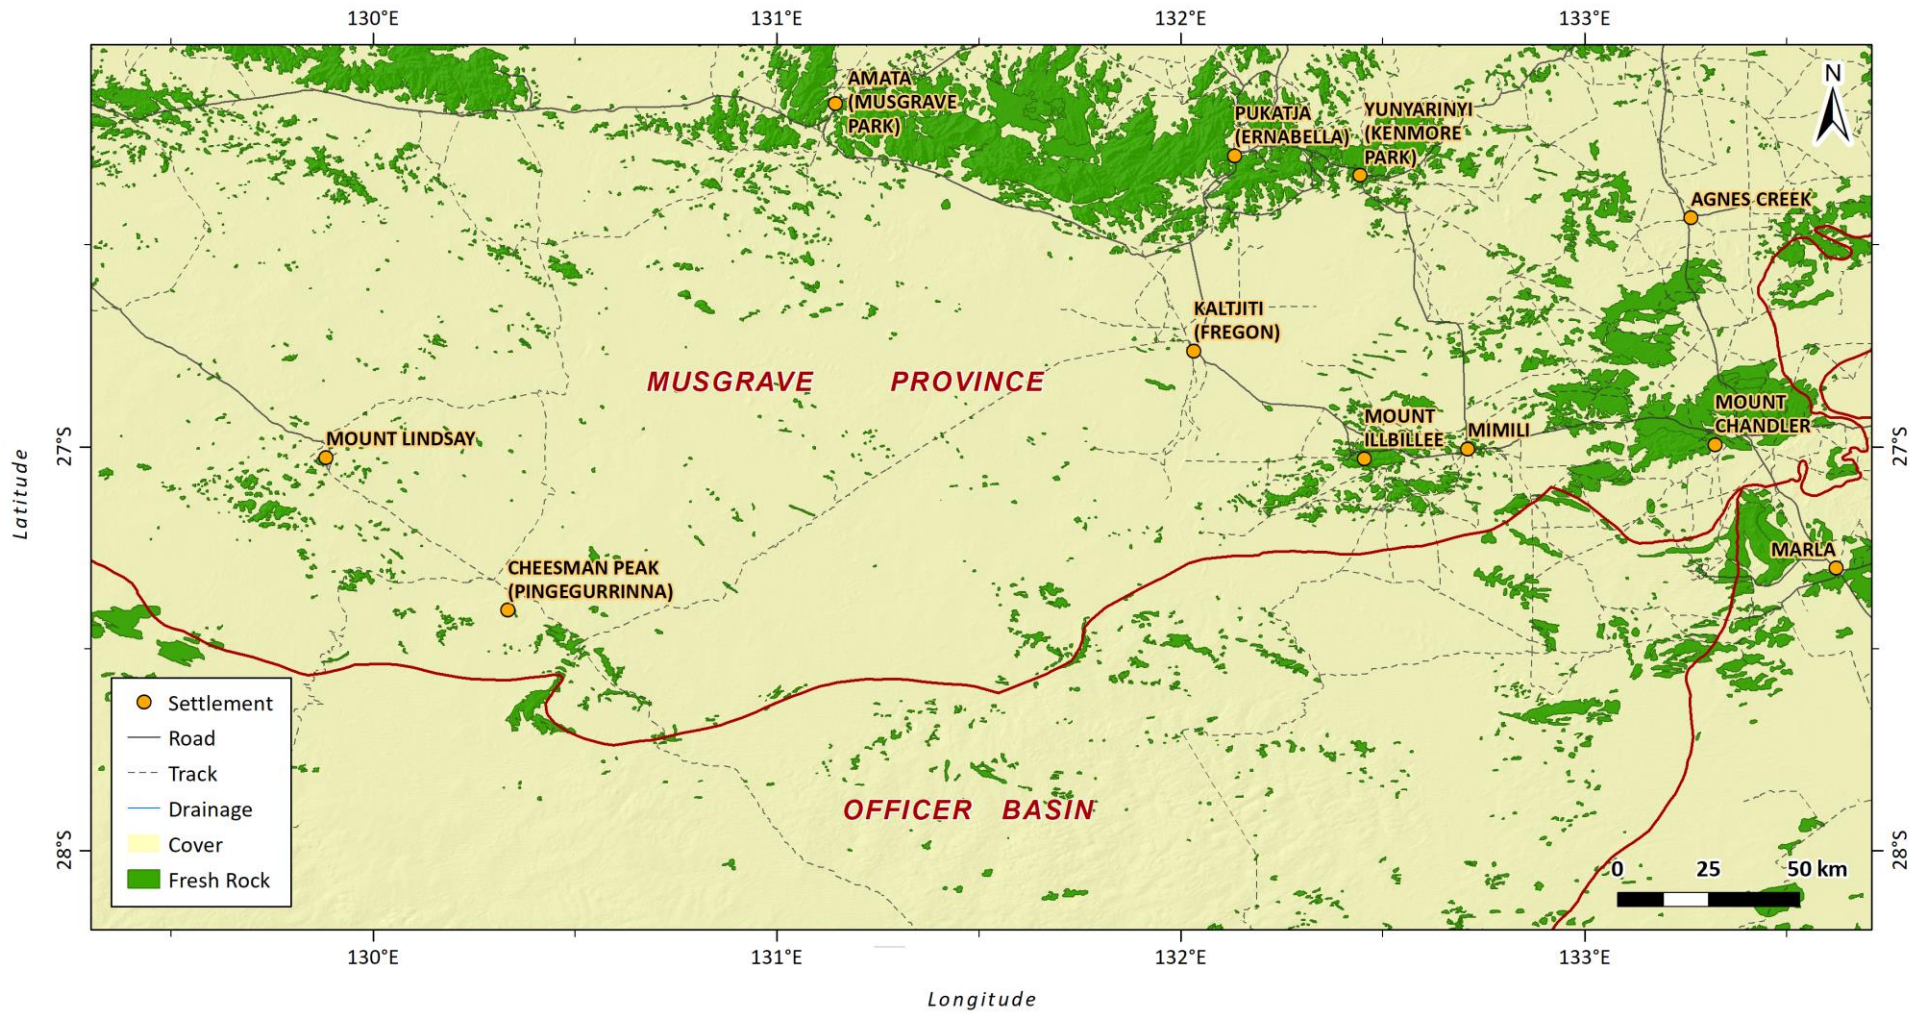 130°E
131°E
132°E
133°E
N
AMATA
(MUSGRAVE
PARK)
PUKATJA
(ERNABELLA)
YUNYARINYI
(KENMORE
PARK)
AGNES CREEK
KALTJITI
(FREGON)
MUSGRAVE PROVINCE
MOUNT
CHANDLER
MOUNT
ILLBILLEE
MIMILI
MOUNT LINDSAY
27°S
27°S
Latitude
MARLA
CHEESMAN PEAK
(PINGEGURRINNA)
Settlement
Road
Track
Drainage
Cover
Fresh Rock
OFFICER BASIN
28°S
28°S
0 25 50 km
130°E
131°E
132°E
133°E
Longitude